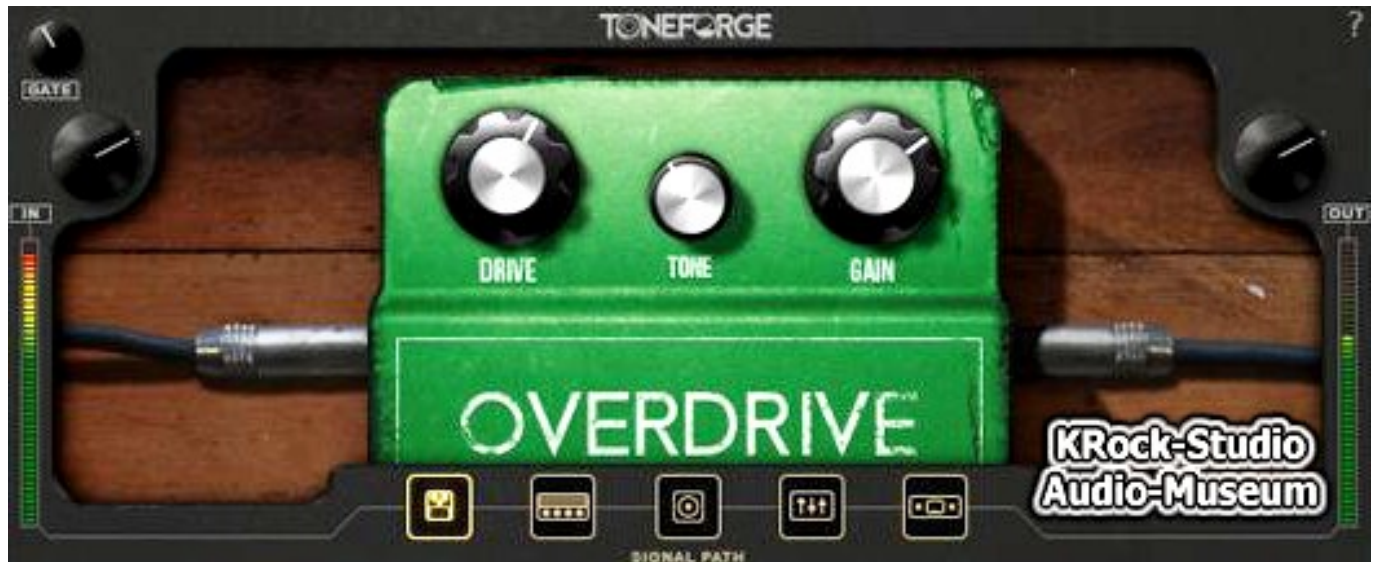 TONEFORGE
?
GATE
IN
OUT
DRIVE
TONE
GAIN
OVERDRIVE
KRock-Studio
Audio-Museum
SIGNAL PATH